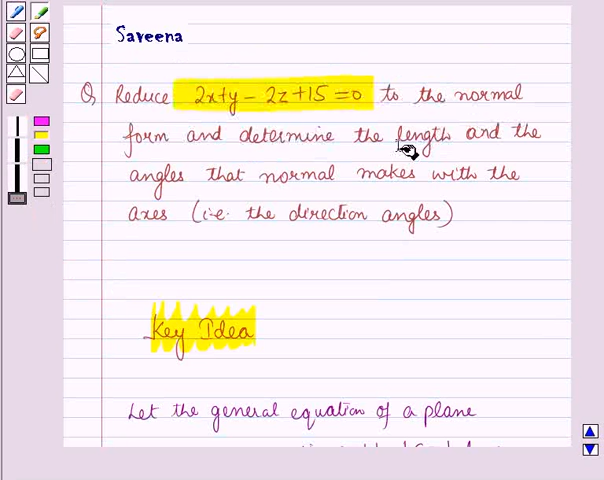 Saveena
Q Reduce 2x+y - 2z+15=0 to the normal
form and determine the length and the
angles that normal makes with the
axes (i.e. the direction angles)
Key Idea
Let the general equation of a plane